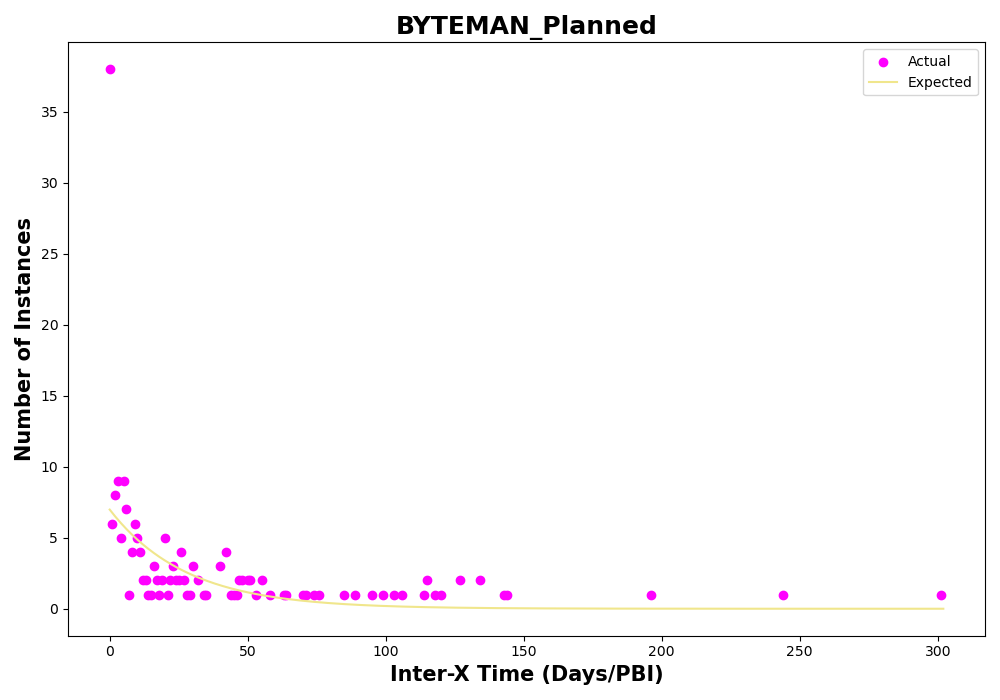 BYTEMAN_Planned
Actual
Expected
35
30
25
20
15
10
5
0
Number of Instances
0 50 100 150 200 250 300
Inter-X Time (Days/PBI)